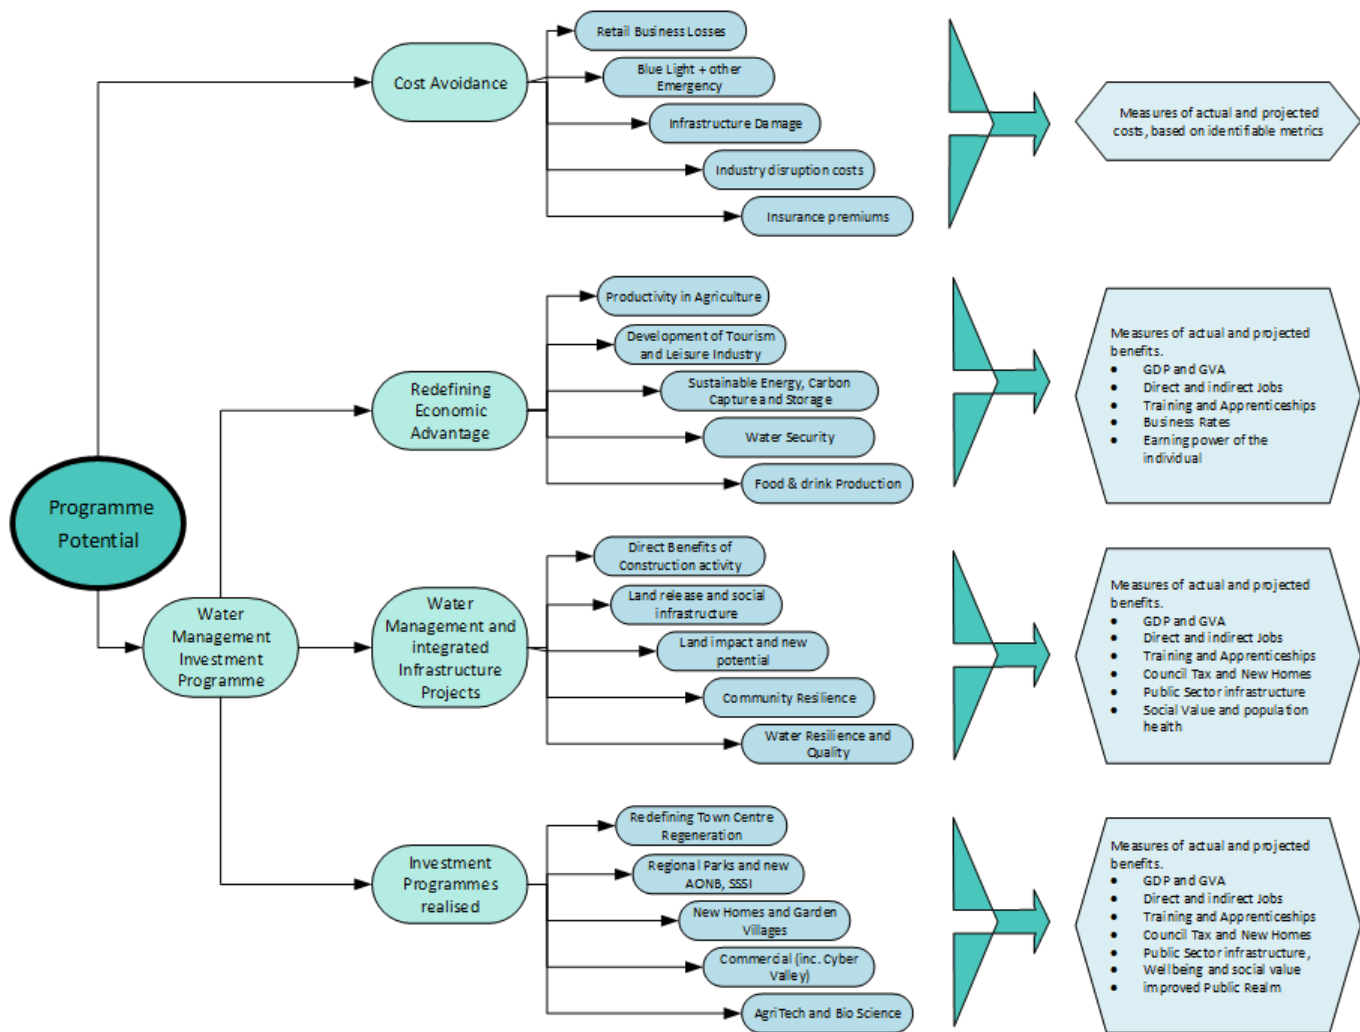 Programme
Potential
Cost Avoidance
Retail Business Losses
Blue Light + other
Emergency
Infrastructure Damage
Industry disruption costs
Insurance premiums
Measures of actual and projected
costs, based on identifiable metrics
Water
Management
Investment
Programme
Redefining
Economic
Advantage
Productivity in Agriculture
Development of Tourism
and Leisure Industry
Sustainable Energy, Carbon
Capture and Storage
Water Security
Food & drink Production
Measures of actual and projected
benefits.
• GDP and GVA
• Direct and indirect Jobs
• Training and Apprenticeships
• Business Rates
• Earning power of the
individual
Water
Management and
integrated
Infrastructure
Projects
Direct Benefits of
Construction activity
Land release and social
infrastructure
Land impact and new
potential
Community Resilience
Water Resilience and
Quality
Measures of actual and projected
benefits.
• GDP and GVA
• Direct and indirect Jobs
• Training and Apprenticeships
• Council Tax and New Homes
• Public Sector infrastructure
• Social Value and population
health
Investment
Programmes
realised
Redefining Town Centre
Regeneration
Regional Parks and new
AONB, SSSI
New Homes and Garden
Villages
Commercial (inc. Cyber
Valley)
AgriTech and Bio Science
Measures of actual and projected
benefits.
• GDP and GVA
• Direct and indirect Jobs
• Training and Apprenticeships
• Council Tax and New Homes
• Public Sector infrastructure,
• Wellbeing and social value
• improved Public Realm